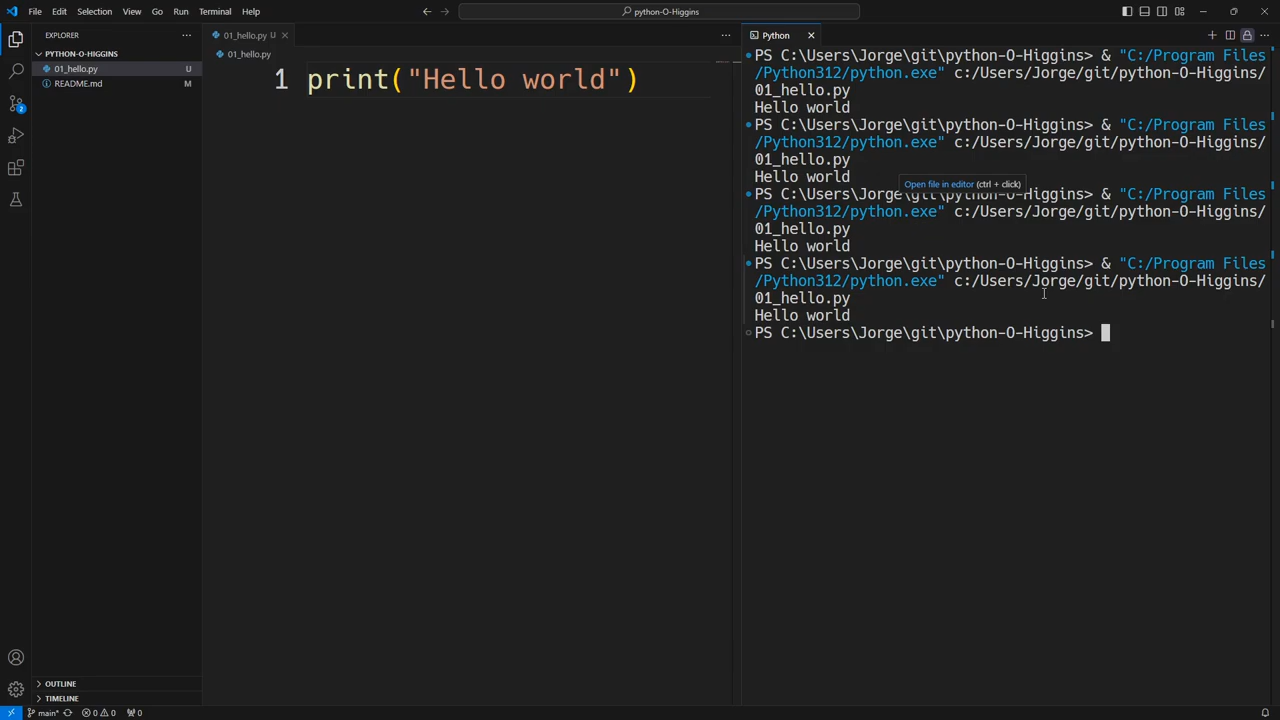 File Edit Selection View Go Run Terminal Help
python-O-Higgins
EXPLORER
PYTHON-O-HIGGINS
01_hello.py U
README.md M
OUTLINE
TIMELINE
01_hello.py U
01_hello.py
1 print("Hello world")
Python
PS C:\Users\Jorge\git\python-O-Higgins> & "C:/Program Files
/Python312/python.exe" c:/Users/Jorge/git/python-O-Higgins/
01_hello.py
Hello world
PS C:\Users\Jorge\git\python-O-Higgins> & "C:/Program Files
/Python312/python.exe" c:/Users/Jorge/git/python-O-Higgins/
01_hello.py
Hello world
Open file in editor (ctrl + click)
PS C:\Users\Jorge\git\python-O-Higgins> & "C:/Program Files
/Python312/python.exe" c:/Users/Jorge/git/python-O-Higgins/
01_hello.py
Hello world
PS C:\Users\Jorge\git\python-O-Higgins> & "C:/Program Files
/Python312/python.exe" c:/Users/Jorge/git/python-O-Higgins/
01_hello.py
Hello world
PS C:\Users\Jorge\git\python-O-Higgins>
2
main* 0 0 0